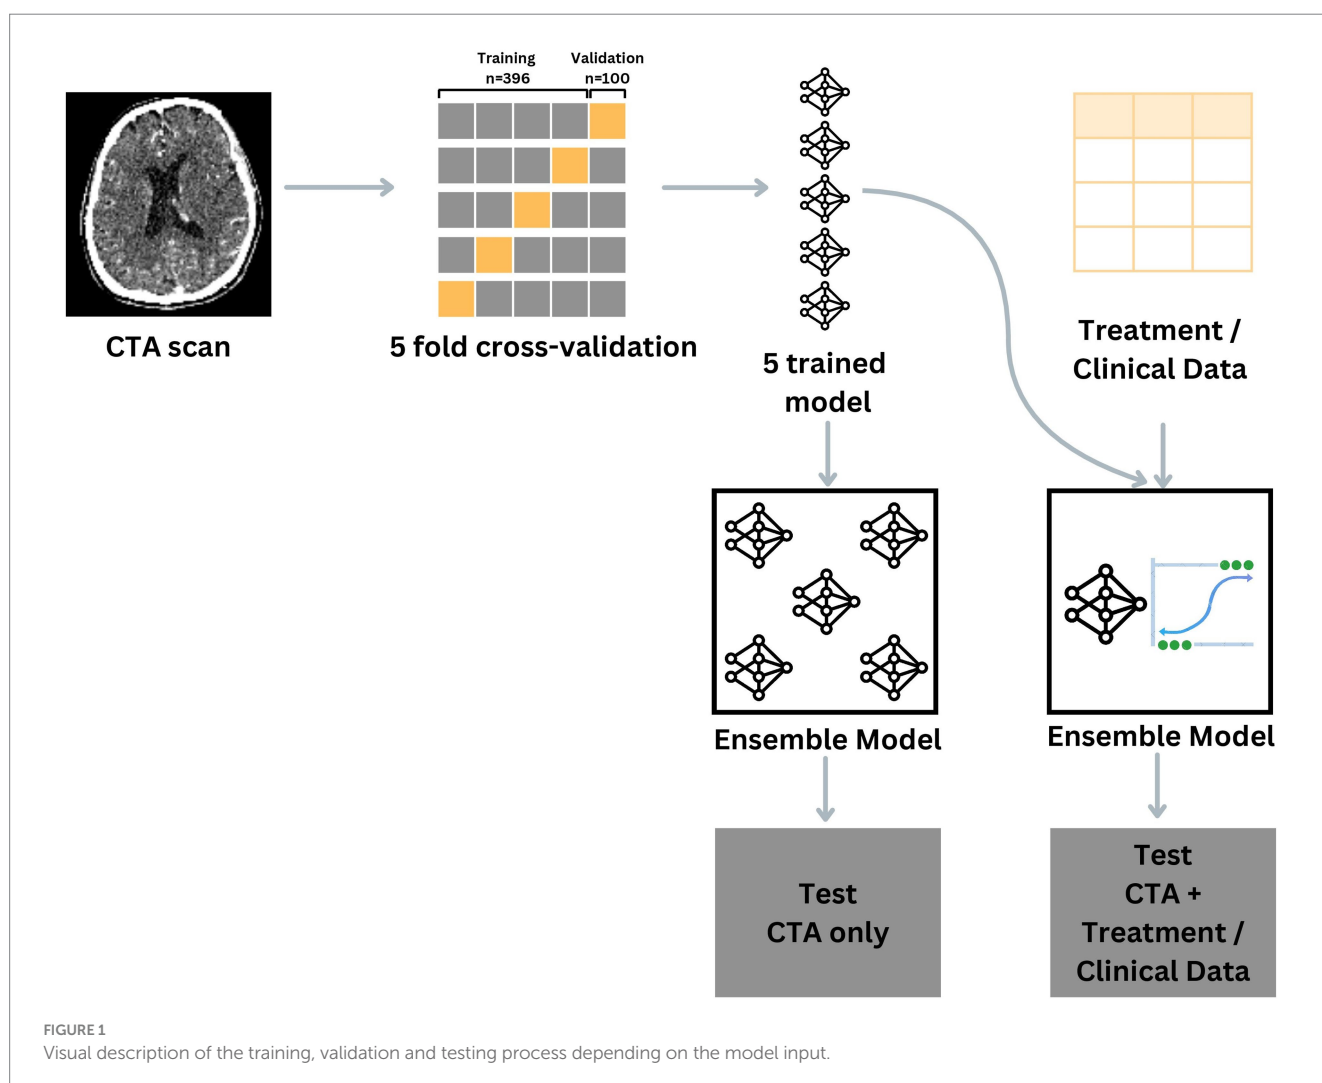 Training
n=396
Validation
n=100
CTA scan
5 fold cross-validation
5 trained
model
Treatment /
Clinical Data
Ensemble Model
Ensemble Model
Test
CTA only
Test
CTA +
Treatment /
Clinical Data
FIGURE 1
Visual description of the training, validation and testing process depending on the model input.